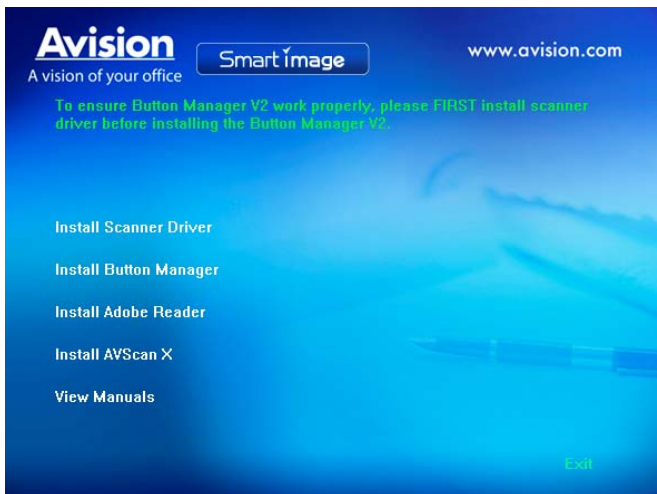 Avision
A vision of your office
Smart image
www.avision.com
To ensure Button Manager V2 work properly, please FIRST install scanner
driver before installing the Button Manager V2.
Install Scanner Driver
Install Button Manager
Install Adobe Reader
Install AVScan X
View Manuals
Exit